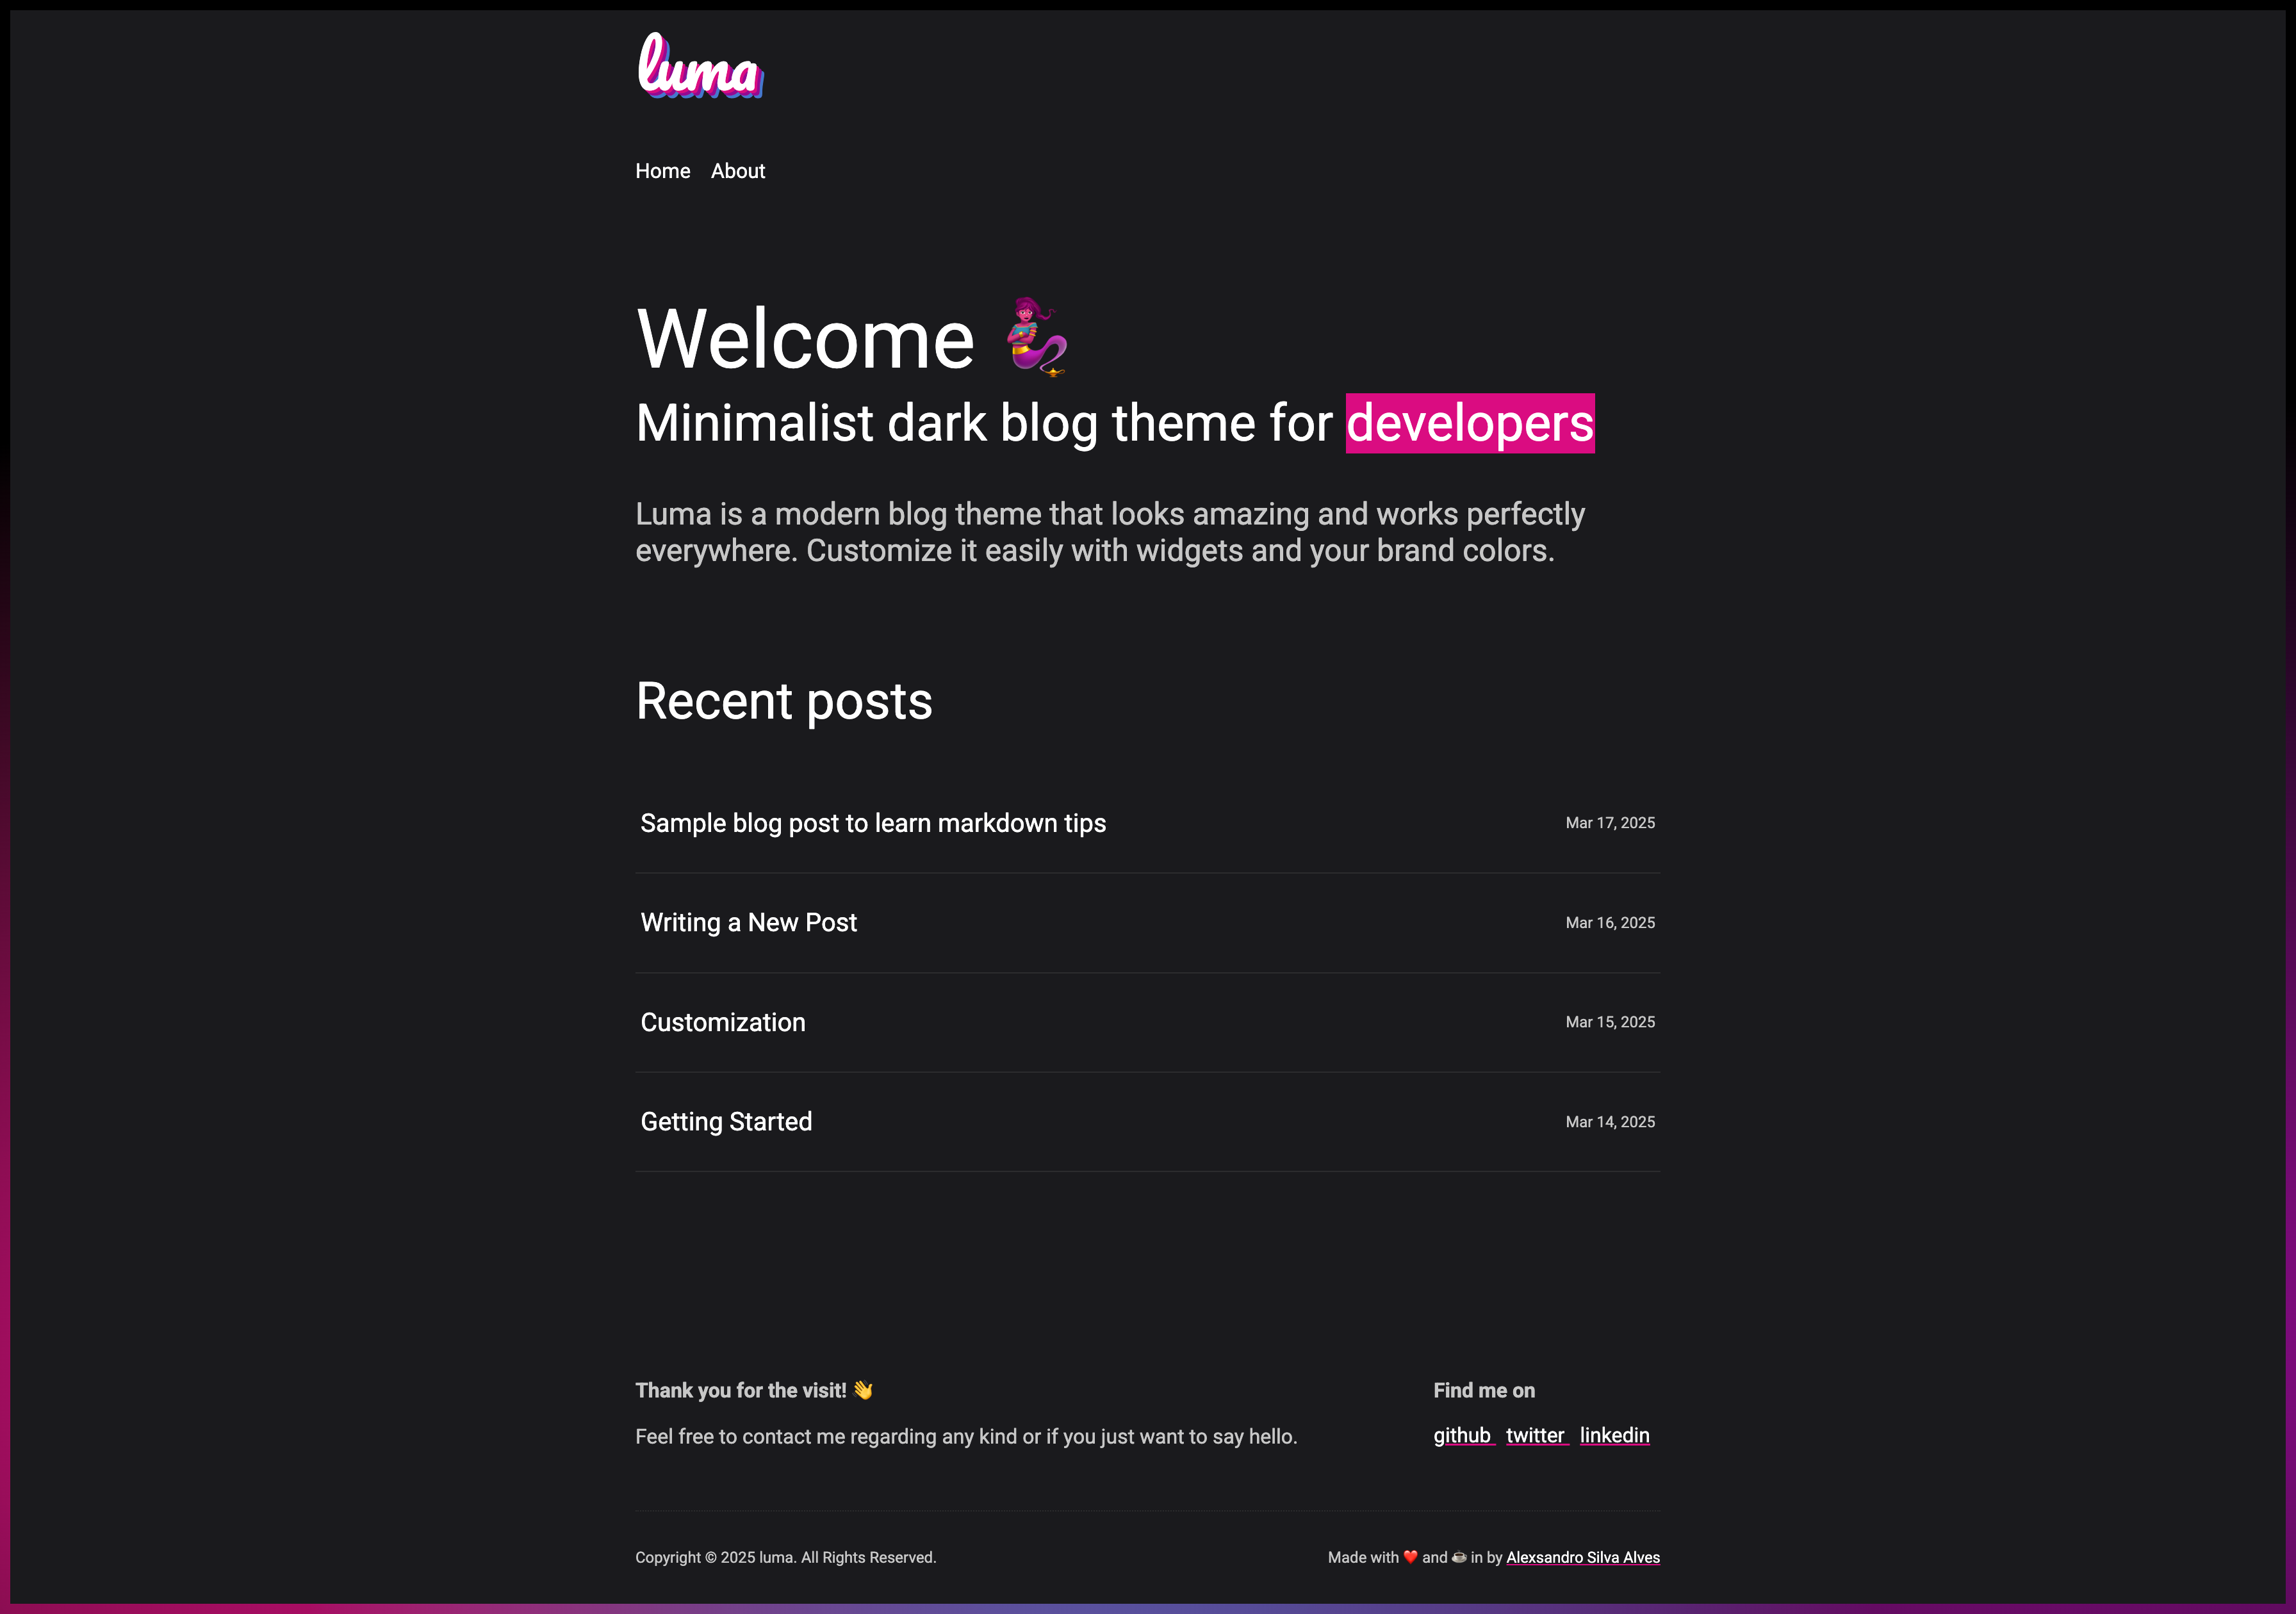 luma
Home About
Welcome 🧞‍♀️
Minimalist dark blog theme for developers
Luma is a modern blog theme that looks amazing and works perfectly
everywhere. Customize it easily with widgets and your brand colors.
Recent posts
Sample blog post to learn markdown tips Mar 17, 2025
Writing a New Post Mar 16, 2025
Customization Mar 15, 2025
Getting Started Mar 14, 2025
Thank you for the visit! 👋
Feel free to contact me regarding any kind or if you just want to say hello.
Find me on
github twitter linkedin
Copyright © 2025 luma. All Rights Reserved.
Made with ❤️ and ☕ in by Alexsandro Silva Alves